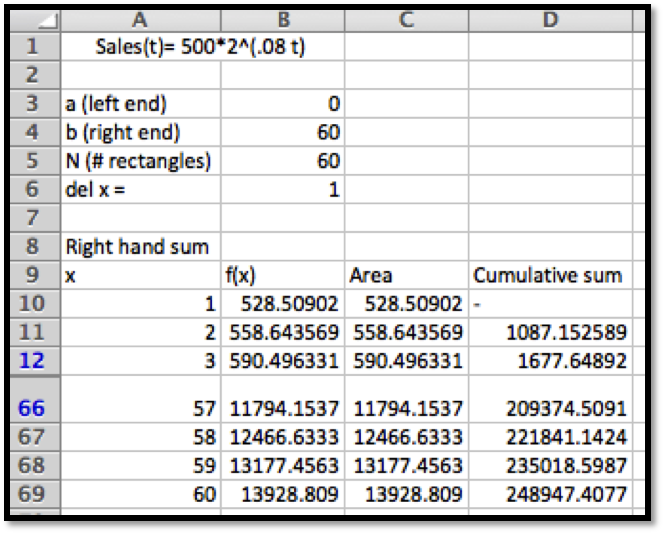 A B C D
1 Sales(t)= 500*2^(.08 t)
2
3 a (left end) 0
4 b (right end) 60
5 N (# rectangles) 60
6 del x = 1
7
8 Right hand sum
9 x f(x) Area Cumulative sum
10 1 528.50902 528.50902 -
11 2 558.643569 558.643569 1087.152589
12 3 590.496331 590.496331 1677.64892
66 57 11794.1537 11794.1537 209374.5091
67 58 12466.6333 12466.6333 221841.1424
68 59 13177.4563 13177.4563 235018.5987
69 60 13928.809 13928.809 248947.4077